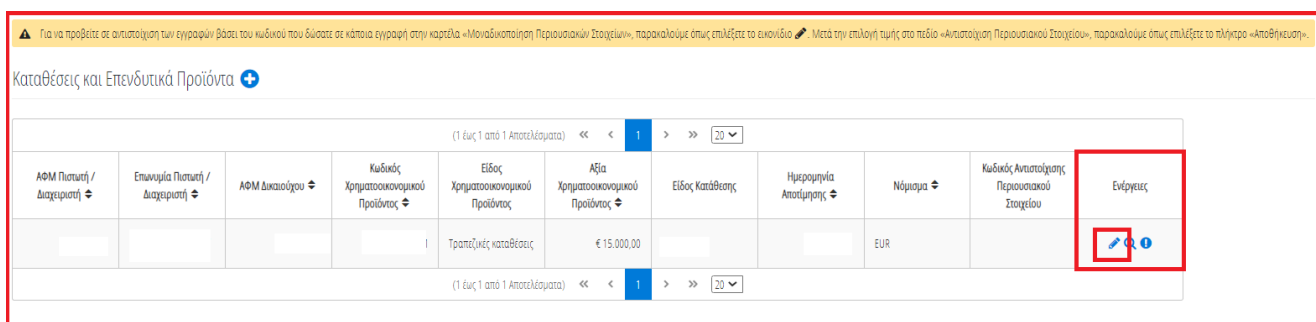 Για να προβείτε σε αντιστοίχιση των εγγραφών βάσει του κωδικού που δώσατε σε κάποια εγγραφή στην καρτέλα «Μοναδικοποίηση Περιουσιακών Στοιχείων», παρακαλούμε όπως επιλέξετε το εικονίδιο . Μετά την επιλογή τιμής στο πεδίο «Αντιστοίχιση Περιουσιακού Στοιχείου», παρακαλούμε όπως επιλέξετε το πλήκτρο «Αποθήκευση».
Καταθέσεις και Επενδυτικά Προϊόντα
(1 έως 1 από 1 Αποτελέσματα) « < 1 > » 20
ΑΦΜ Πιστωτή / Διαχειριστή
Επωνυμία Πιστωτή / Διαχειριστή
ΑΦΜ Δικαιούχου
Κωδικός Χρηματοοικονομικού Προϊόντος
Είδος Χρηματοοικονομικού Προϊόντος
Αξία Χρηματοοικονομικού Προϊόντος
Είδος Κατάθεσης
Ημερομηνία Αποτίμησης
Νόμισμα
Κωδικός Αντιστοίχισης Περιουσιακού Στοιχείου
Ενέργειες
Τραπεζικές καταθέσεις € 15.000,00 EUR
(1 έως 1 από 1 Αποτελέσματα) « < 1 > » 20